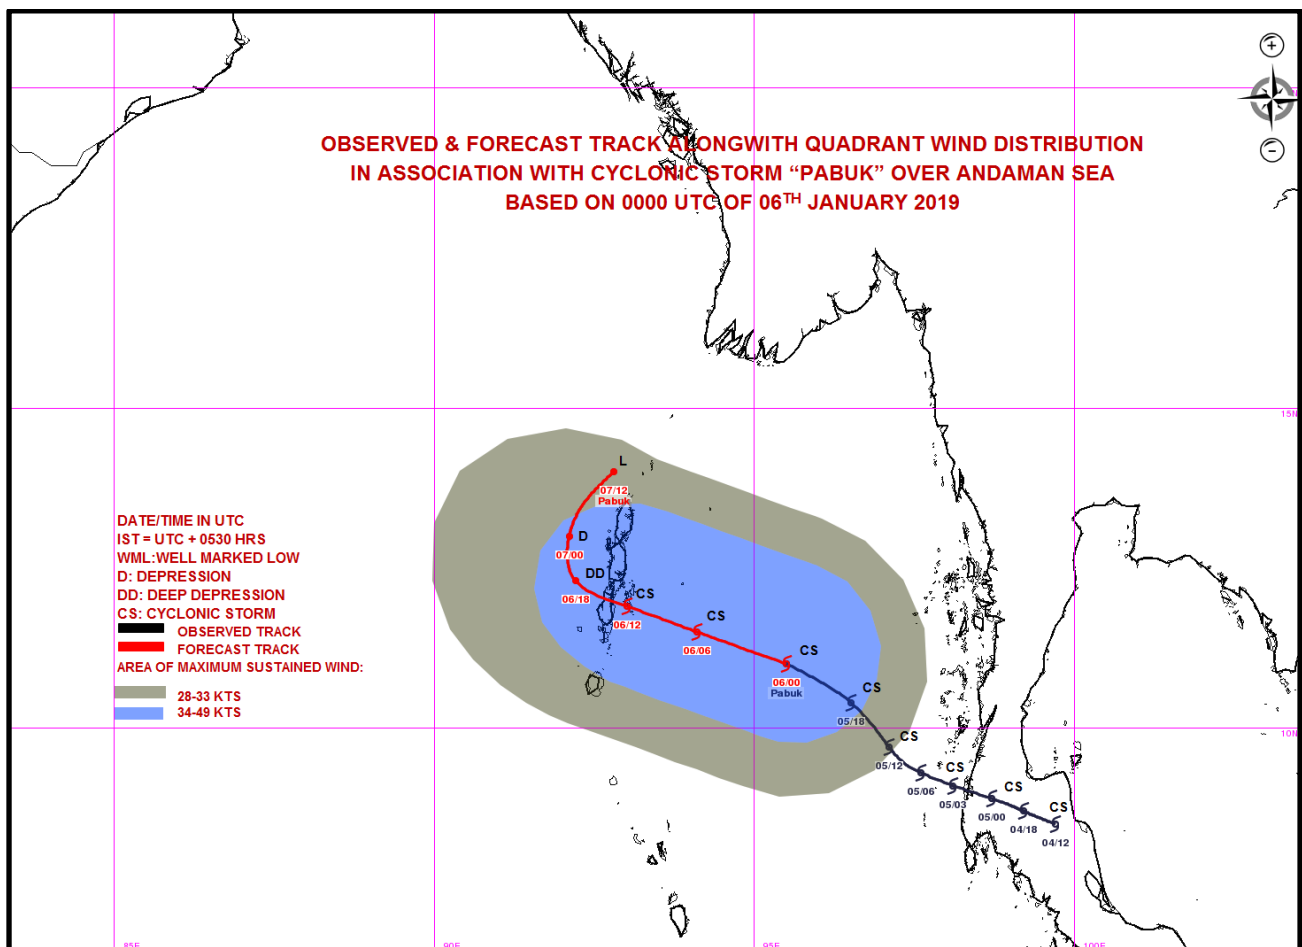 OBSERVED & FORECAST TRACK ALONGWITH QUADRANT WIND DISTRIBUTION
IN ASSOCIATION WITH CYCLONIC STORM “PABUK” OVER ANDAMAN SEA
BASED ON 0000 UTC OF 06TH JANUARY 2019
15N
L
07/12
Pabuk
DATE/TIME IN UTC
IST = UTC + 0530 HRS
WML:WELL MARKED LOW
D: DEPRESSION
DD: DEEP DEPRESSION
CS: CYCLONIC STORM
OBSERVED TRACK
FORECAST TRACK
AREA OF MAXIMUM SUSTAINED WIND:
28-33 KTS
34-49 KTS
D
07/00
DD
06/18
CS
06/12
CS
06/06
CS
06/00
Pabuk
CS
05/18
10N
CS
05/12
05/06
CS
05/03
CS
05/00
04/18
CS
04/12
85E
90E
95E
100E